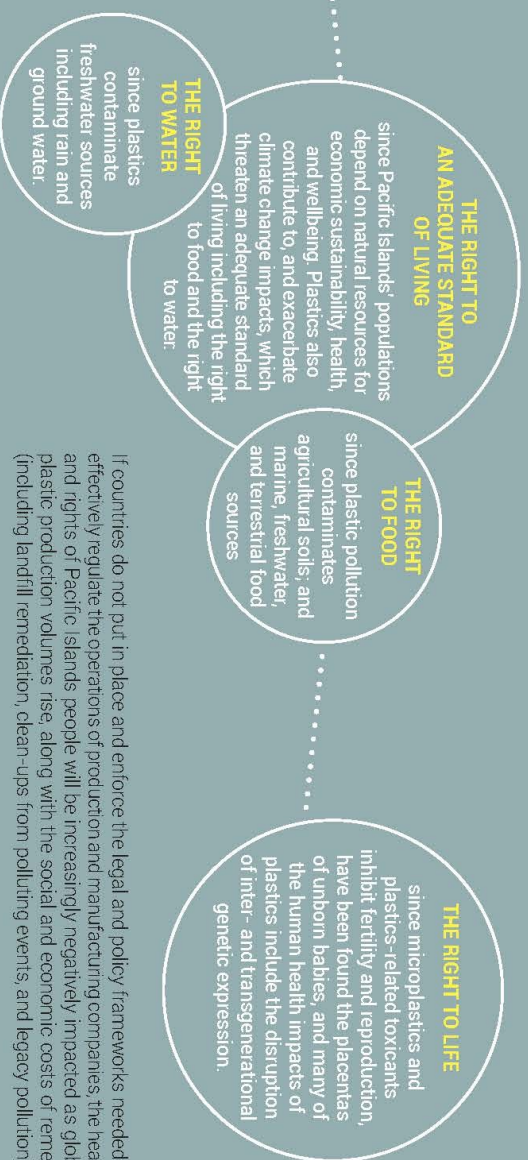 THE RIGHT TO
AN ADEQUATE STANDARD
OF LIVING
since Pacific Islands' populations
depend on natural resources for
economic sustainability, health,
and wellbeing. Plastics also
contribute to, and exacerbate
climate change impacts, which
threaten an adequate standard
of living including the right
to food and the right
to water.
THE RIGHT
TO WATER
since plastics
contaminate
freshwater sources
including rain and
ground water.
THE RIGHT
TO FOOD
since plastic pollution
contaminates
agricultural soils; and
marine, freshwater,
and terrestrial food
sources
THE RIGHT TO LIFE
since microplastics and
plastics-related toxicants
inhibit fertility and reproduction,
have been found the placentas
of unborn babies, and many of
the human health impacts of
plastics include the disruption
of inter- and transgenerational
genetic expression.
If countries do not put in place and enforce the legal and policy frameworks needed
effectively regulate the operations of production and manufacturing companies, the
and rights of Pacific Islands people will be increasingly negatively impacted as
plastic production volumes rise, along with the social and economic costs of
(including landfill remediation, clean-ups from polluting events, and legacy pollution